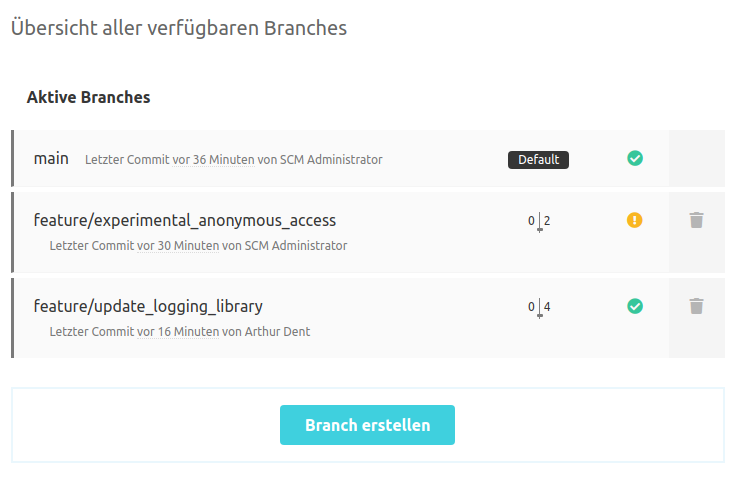 Übersicht aller verfügbaren Branches
Aktive Branches
main Letzter Commit vor 36 Minuten von SCM Administrator Default
feature/experimental_anonymous_access 0 2
Letzter Commit vor 30 Minuten von SCM Administrator
feature/update_logging_library 0 4
Letzter Commit vor 16 Minuten von Arthur Dent
Branch erstellen